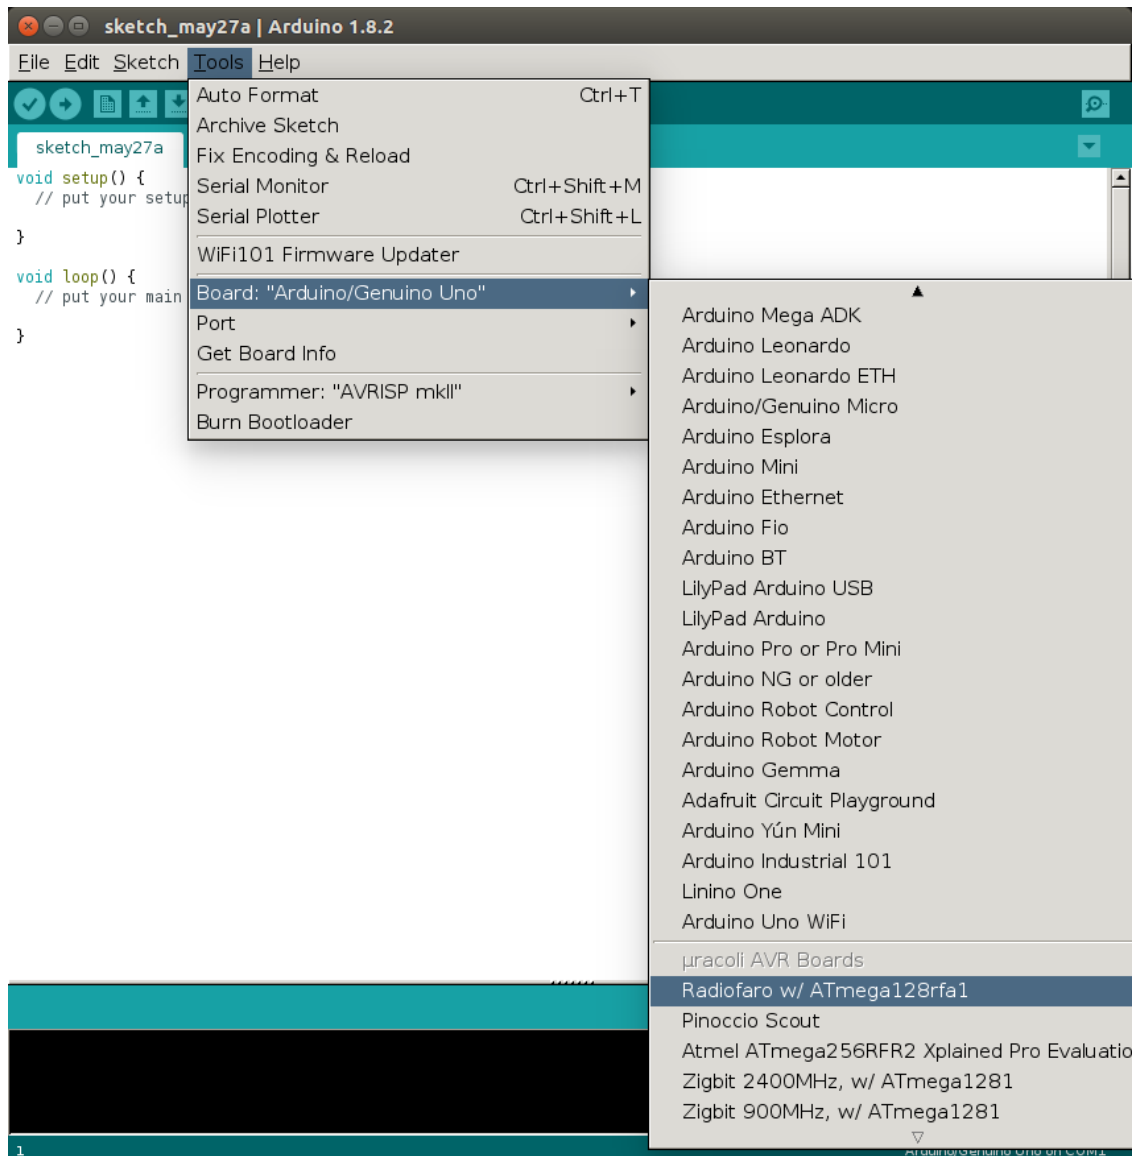 sketch_may27a | Arduino 1.8.2
File Edit Sketch Tools Help
Auto Format Ctrl+T
Archive Sketch
Fix Encoding & Reload
Serial Monitor Ctrl+Shift+M
Serial Plotter Ctrl+Shift+L
WiFi101 Firmware Updater
Board: "Arduino/Genuino Uno"
Port
Get Board Info
Programmer: "AVRISP mkII"
Burn Bootloader
sketch_may27a
void setup() {
// put your setup
}
void loop() {
// put your main
}
Arduino Mega ADK
Arduino Leonardo
Arduino Leonardo ETH
Arduino/Genuino Micro
Arduino Esplora
Arduino Mini
Arduino Ethernet
Arduino Fio
Arduino BT
LilyPad Arduino USB
LilyPad Arduino
Arduino Pro or Pro Mini
Arduino NG or older
Arduino Robot Control
Arduino Robot Motor
Arduino Gemma
Adafruit Circuit Playground
Arduino Yún Mini
Arduino Industrial 101
Linino One
Arduino Uno WiFi
µracoli AVR Boards
Radiofaro w/ ATmega128rfa1
Pinoccio Scout
Atmel ATmega256RFR2 Xplained Pro Evaluatio
Zigbit 2400MHz, w/ ATmega1281
Zigbit 900MHz, w/ ATmega1281
1
Arduino/Genuino Uno on COM1